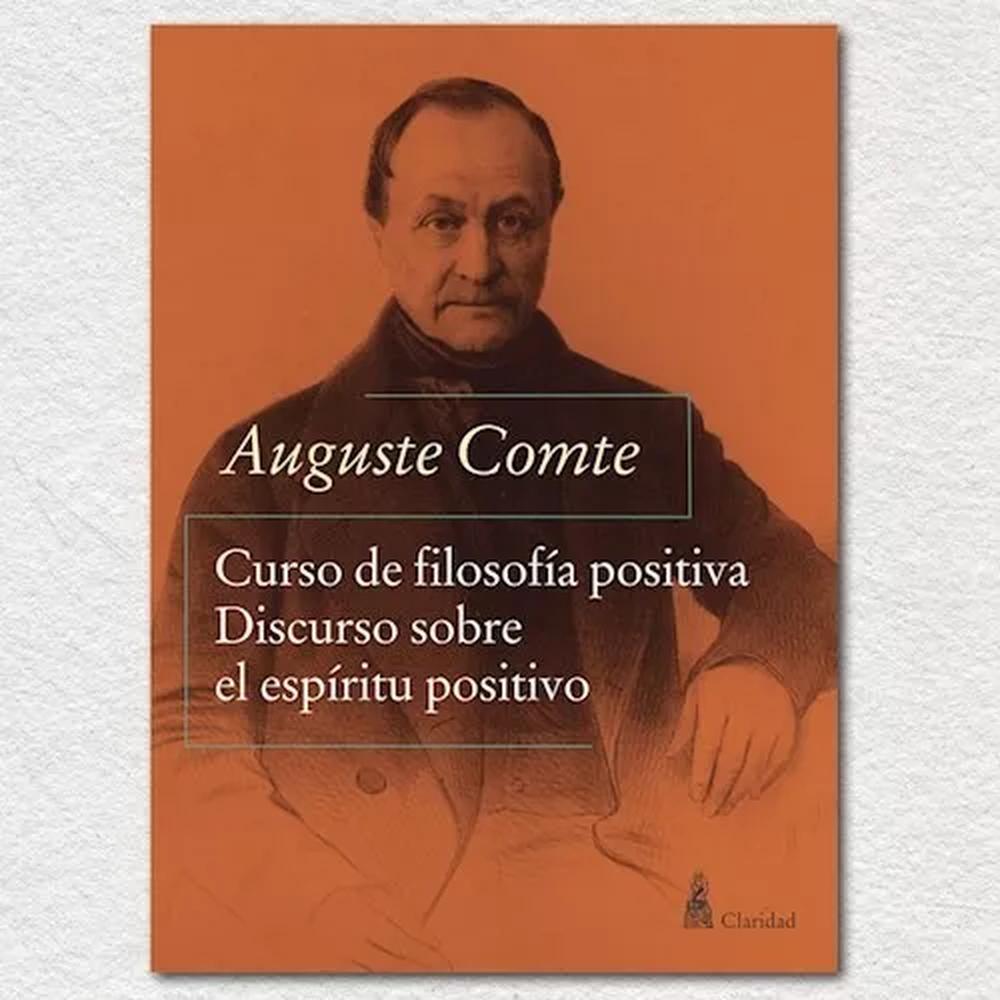 Auguste Comte
Curso de filosofía positiva
Discurso sobre
el espíritu positivo
Claridad